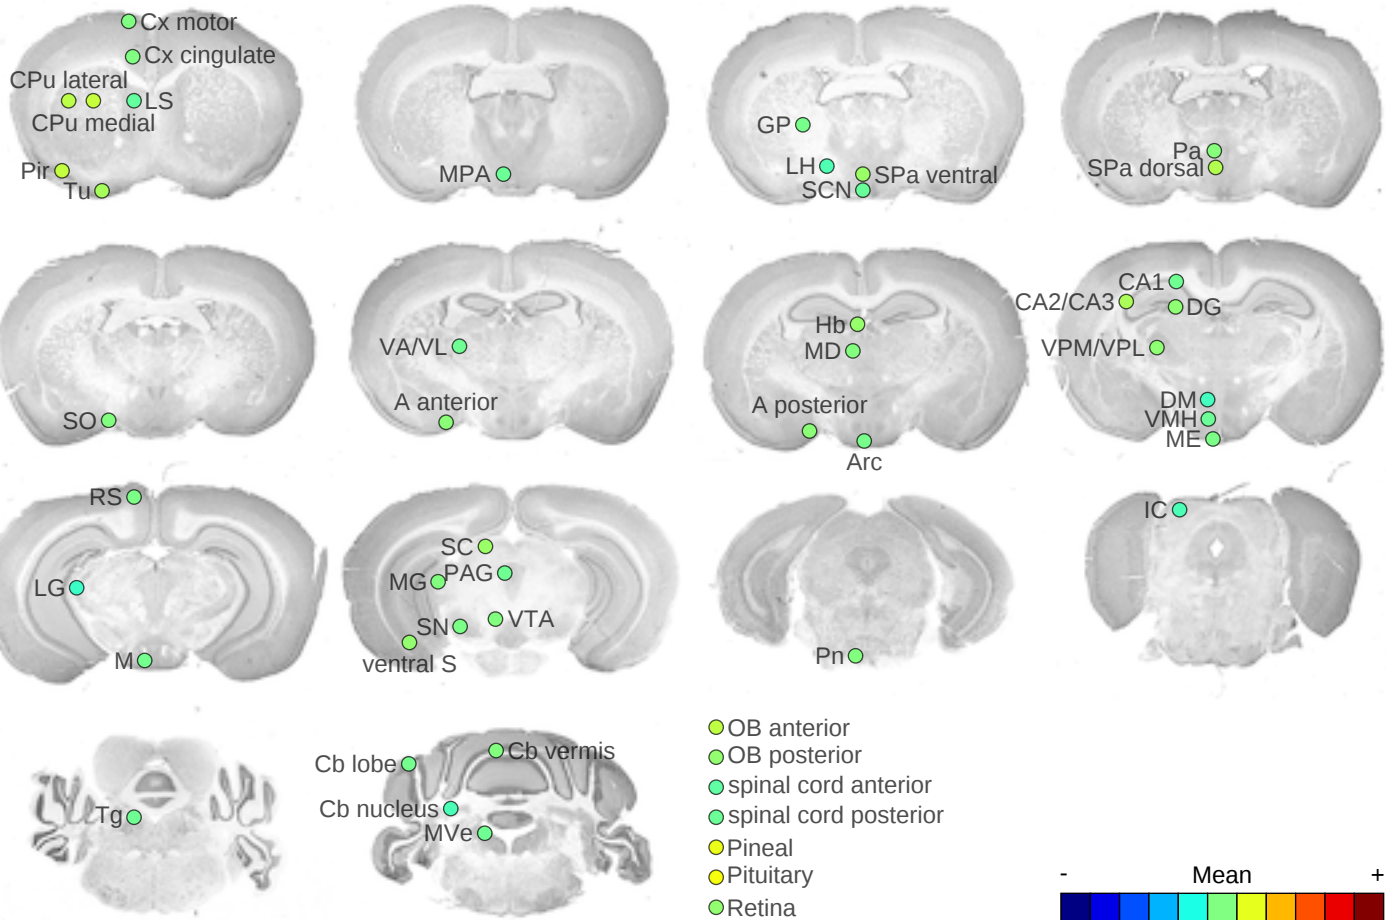 Cx motor
Cx cingulate
CPu lateral
LS
CPu medial
Pir
Tu
MPA
GP
LH
SPa ventral
SCN
Pa
SPa dorsal
SO
VA/VL
A anterior
Hb
MD
A posterior
Arc
CA1
CA2/CA3
DG
VPM/VPL
DM
VMH
ME
RS
LG
M
SC
MG
PAG
SN
VTA
ventral S
Pn
IC
Tg
Cb lobe
Cb vermis
Cb nucleus
MVe
OB anterior
OB posterior
spinal cord anterior
spinal cord posterior
Pineal
Pituitary
Retina
- Mean +